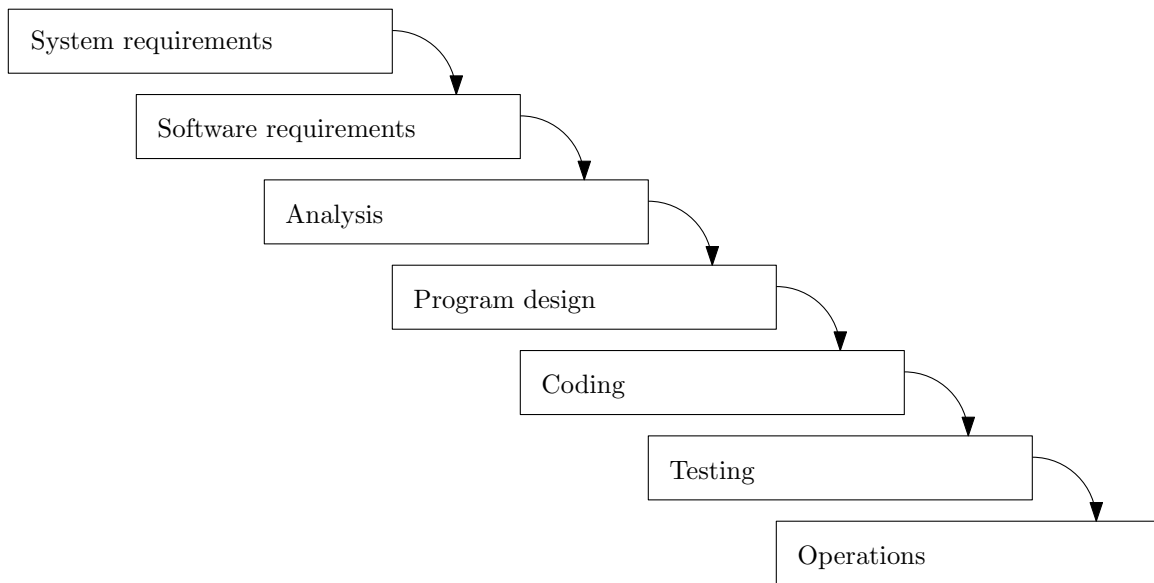 System requirements
Software requirements
Analysis
Program design
Coding
Testing
Operations